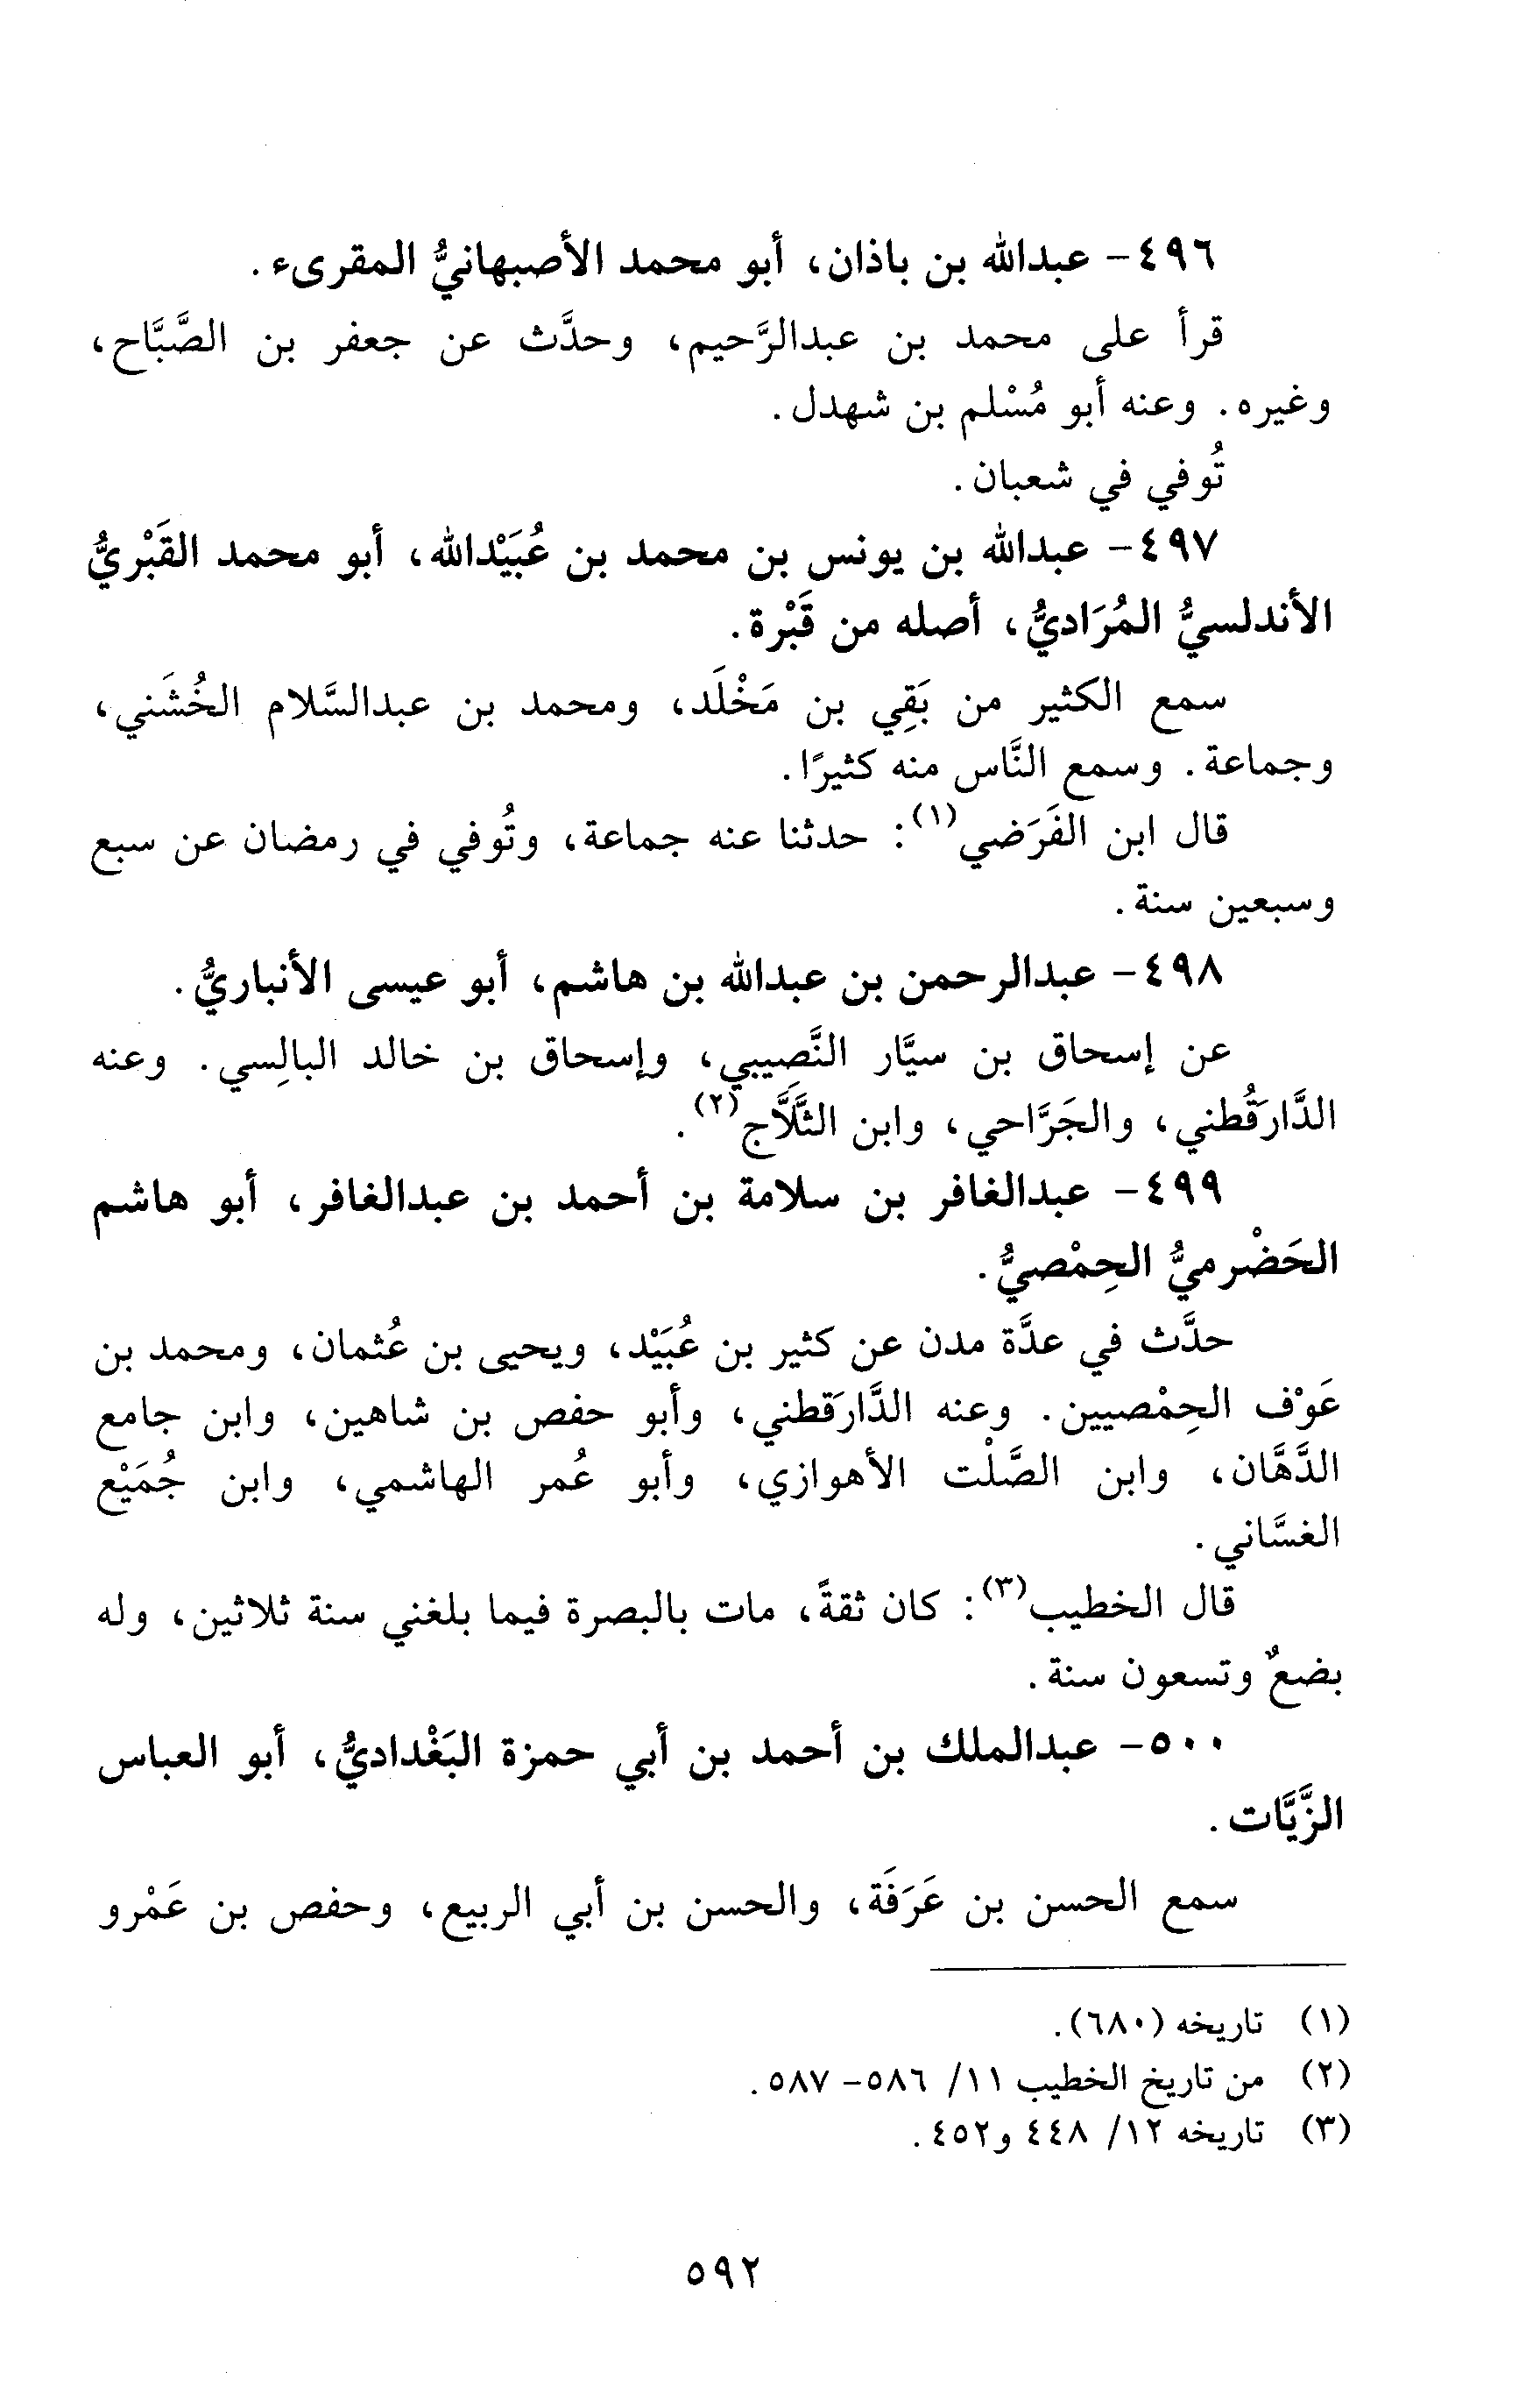 ٤٩٦- عبدالله بن باذان، أبو محمد الأصبهانيُّ المقرىء.
قرأ على محمد بن عبدالرَّحيم، وحدَّث عن جعفر بن الصَّبَّاح،
وغيره. وعنه أبو مُسْلم بن شهدل.
تُوفي في شعبان.
٤٩٧- عبدالله بن يونس بن محمد بن عُبَيْدالله، أبو محمد القَبْريُّ
الأندلسيُّ المُرَاديُّ، أصله من قَبْرة.
سمع الكثير من بَقِي بن مَخْلَد، ومحمد بن عبدالسَّلام الخُشَني،
وجماعة. وسمع النَّاس منه كثيرًا.
قال ابن الفَرَضي(١): حدثنا عنه جماعة، وتُوفي في رمضان عن سبع
وسبعين سنة.
٤٩٨- عبدالرحمن بن عبدالله بن هاشم، أبو عيسى الأنباريُّ.
عن إسحاق بن سيَّار النَّصِيبي، وإسحاق بن خالد البالِسي. وعنه
الدَّارَقُطني، والجَرَّاحي، وابن الثَّلَّاج(٢).
٤٩٩- عبدالغافر بن سلامة بن أحمد بن عبدالغافر، أبو هاشم
الحَضْرميُّ الحِمْصيُّ.
حدَّث في عدَّة مدن عن كثير بن عُبَيْد، ويحيى بن عُثمان، ومحمد بن
عَوْف الحِمْصيين. وعنه الدَّارَقطني، وأبو حفص بن شاهين، وابن جامع
الدَّهَّان، وابن الصَّلْت الأهوازي، وأبو عُمر الهاشمي، وابن جُمَيْع
الغسَّاني.
قال الخطيب(٣): كان ثقةً، مات بالبصرة فيما بلغني سنة ثلاثين، وله
بضعٌ وتسعون سنة.
٥٠٠- عبدالملك بن أحمد بن أبي حمزة البَغْداديُّ، أبو العباس
الزَّيَّات.
سمع الحسن بن عَرَفَة، والحسن بن أبي الربيع، وحفص بن عَمْرو
(١) تاريخه (٦٨٠).
(٢) من تاريخ الخطيب ١١/ ٥٨٦- ٥٨٧.
(٣) تاريخه ١٢/ ٤٤٨ و٤٥٢.
٥٩٢